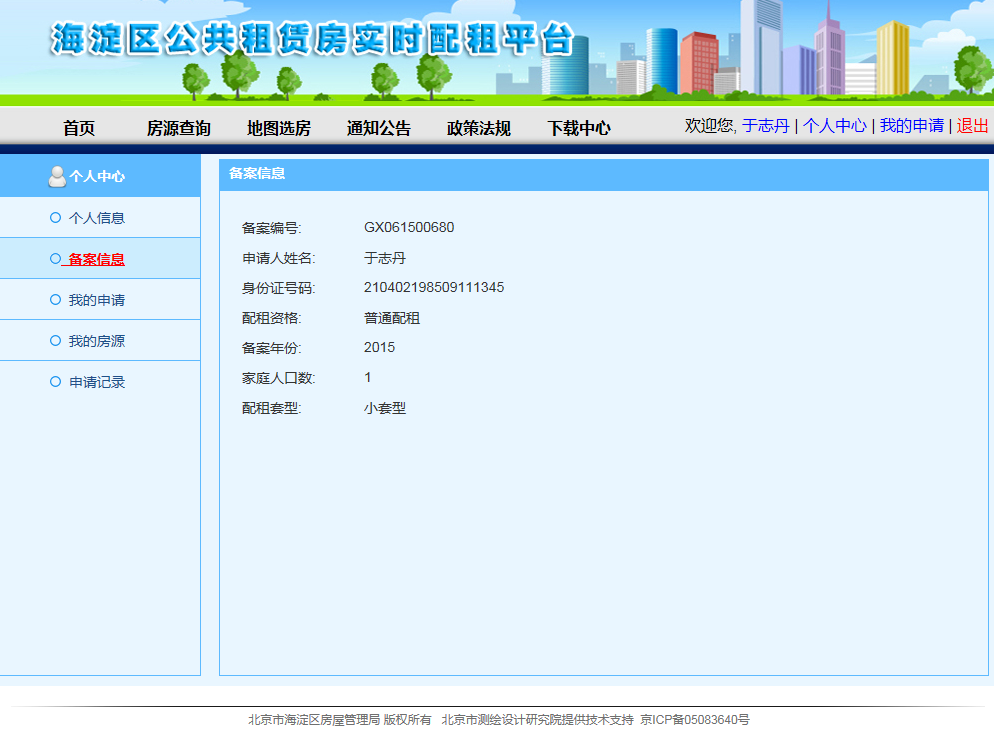 海淀区公共租赁房实时配租平台
首页 房源查询 地图选房 通知公告 政策法规 下载中心 欢迎您, 于志丹 | 个人中心 | 我的申请 | 退出
个人中心
个人信息
备案信息
我的申请
我的房源
申请记录
备案信息
备案编号: GX061500680
申请人姓名: 于志丹
身份证号码: 210402198509111345
配租资格: 普通配租
备案年份: 2015
家庭人口数: 1
配租套型: 小套型
北京市海淀区房屋管理局 版权所有 北京市测绘设计研究院提供技术支持 京ICP备05083640号